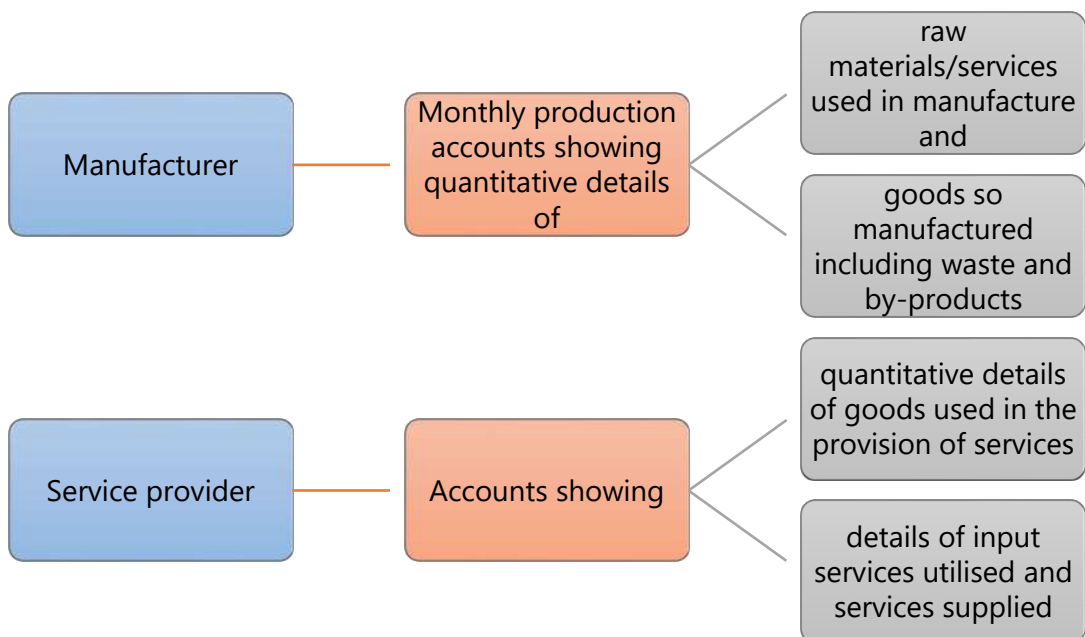 Manufacturer
Monthly production
accounts showing
quantitative details
of
raw
materials/services
used in manufacture
and
goods so
manufactured
including waste and
by-products
Service provider
Accounts showing
quantitative details
of goods used in the
provision of services
details of input
services utilised and
services supplied